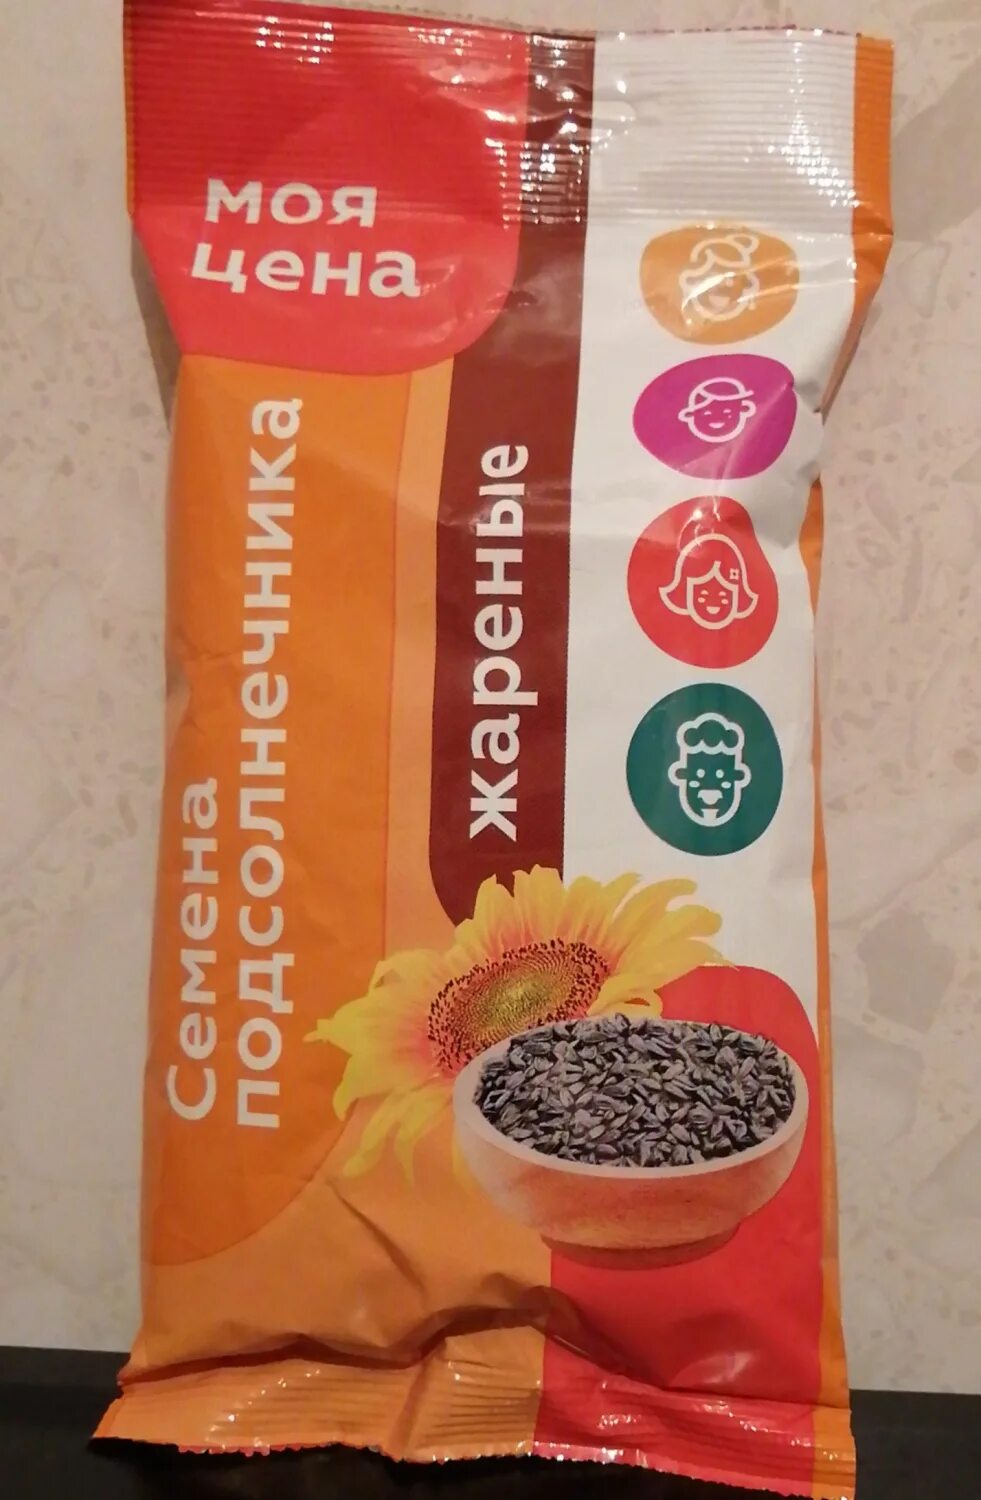 моя
цена
Семена
подсолнечника
жареные